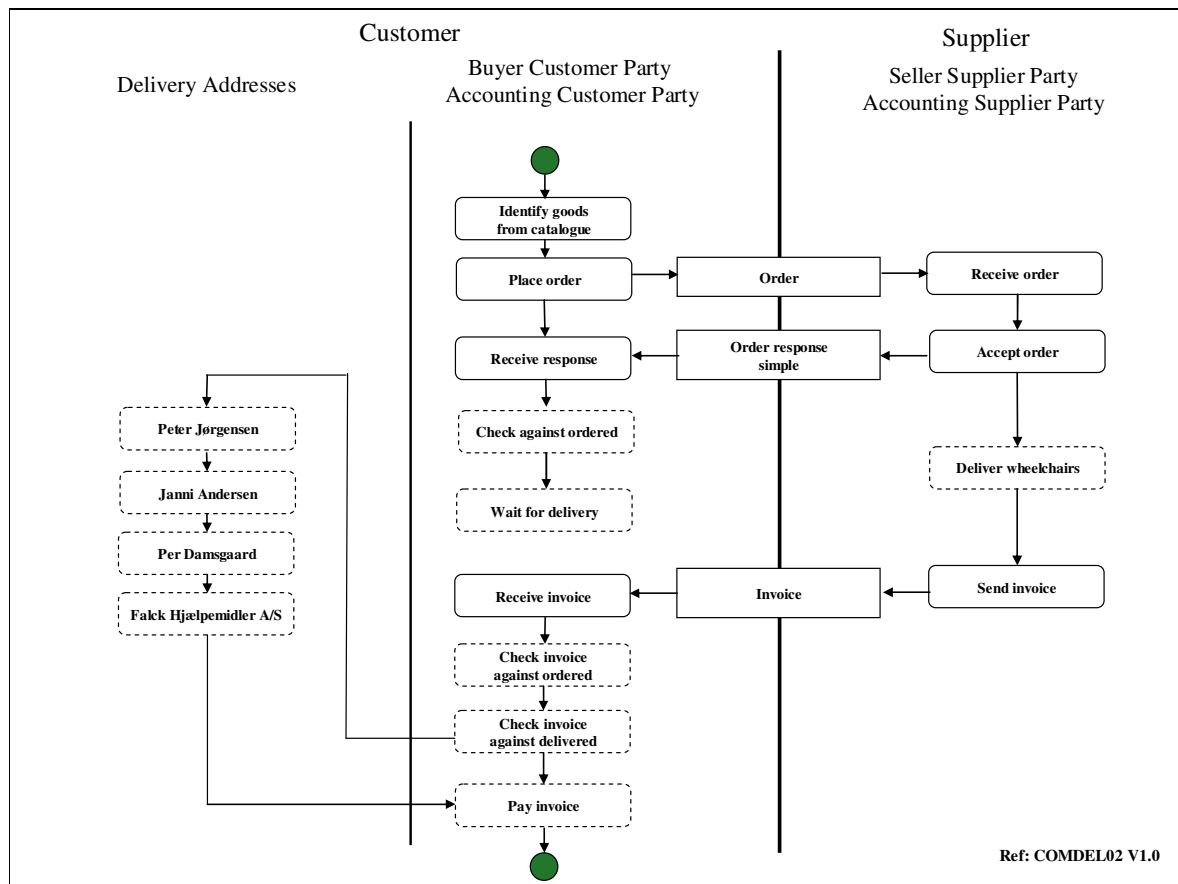 Customer
Supplier
Delivery Addresses
Buyer Customer Party
Accounting Customer Party
Seller Supplier Party
Accounting Supplier Party
Identify goods
from catalogue
Place order
Order
Receive order
Receive response
Order response
simple
Accept order
Peter Jørgensen
Check against ordered
Deliver wheelchairs
Janni Andersen
Wait for delivery
Per Damsgaard
Falck Hjælpemidler A/S
Receive invoice
Invoice
Send invoice
Check invoice
against ordered
Check invoice
against delivered
Pay invoice
Ref: COMDEL02 V1.0